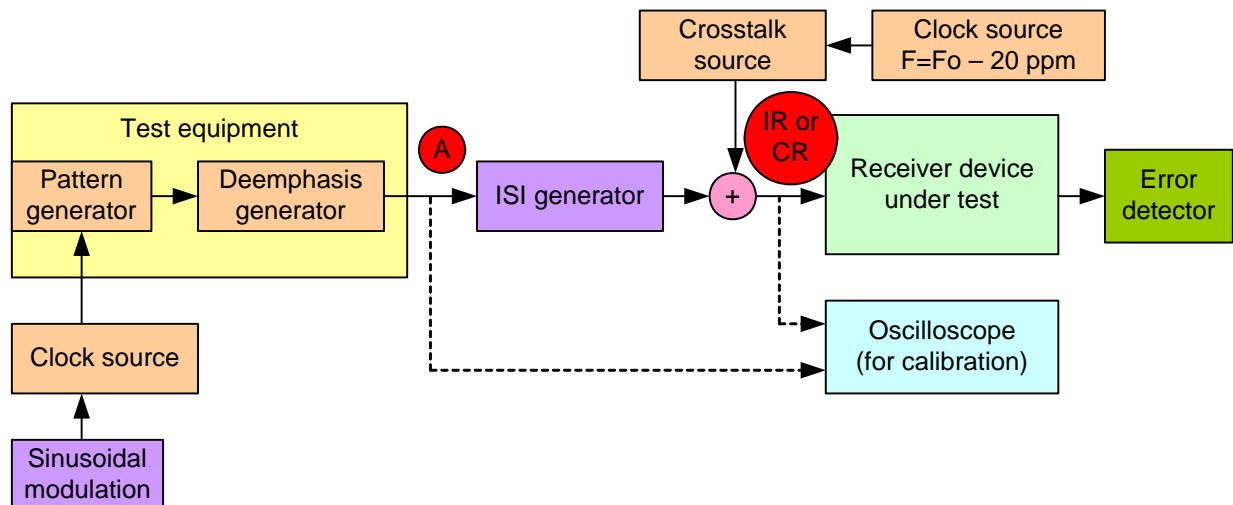 Crosstalk
source
Clock source
F=Fo – 20 ppm
Test equipment
A
IR or
CR
Pattern
generator
Deemphasis
generator
ISI generator
+
Receiver device
under test
Error
detector
Clock source
Oscilloscope
(for calibration)
Sinusoidal
modulation